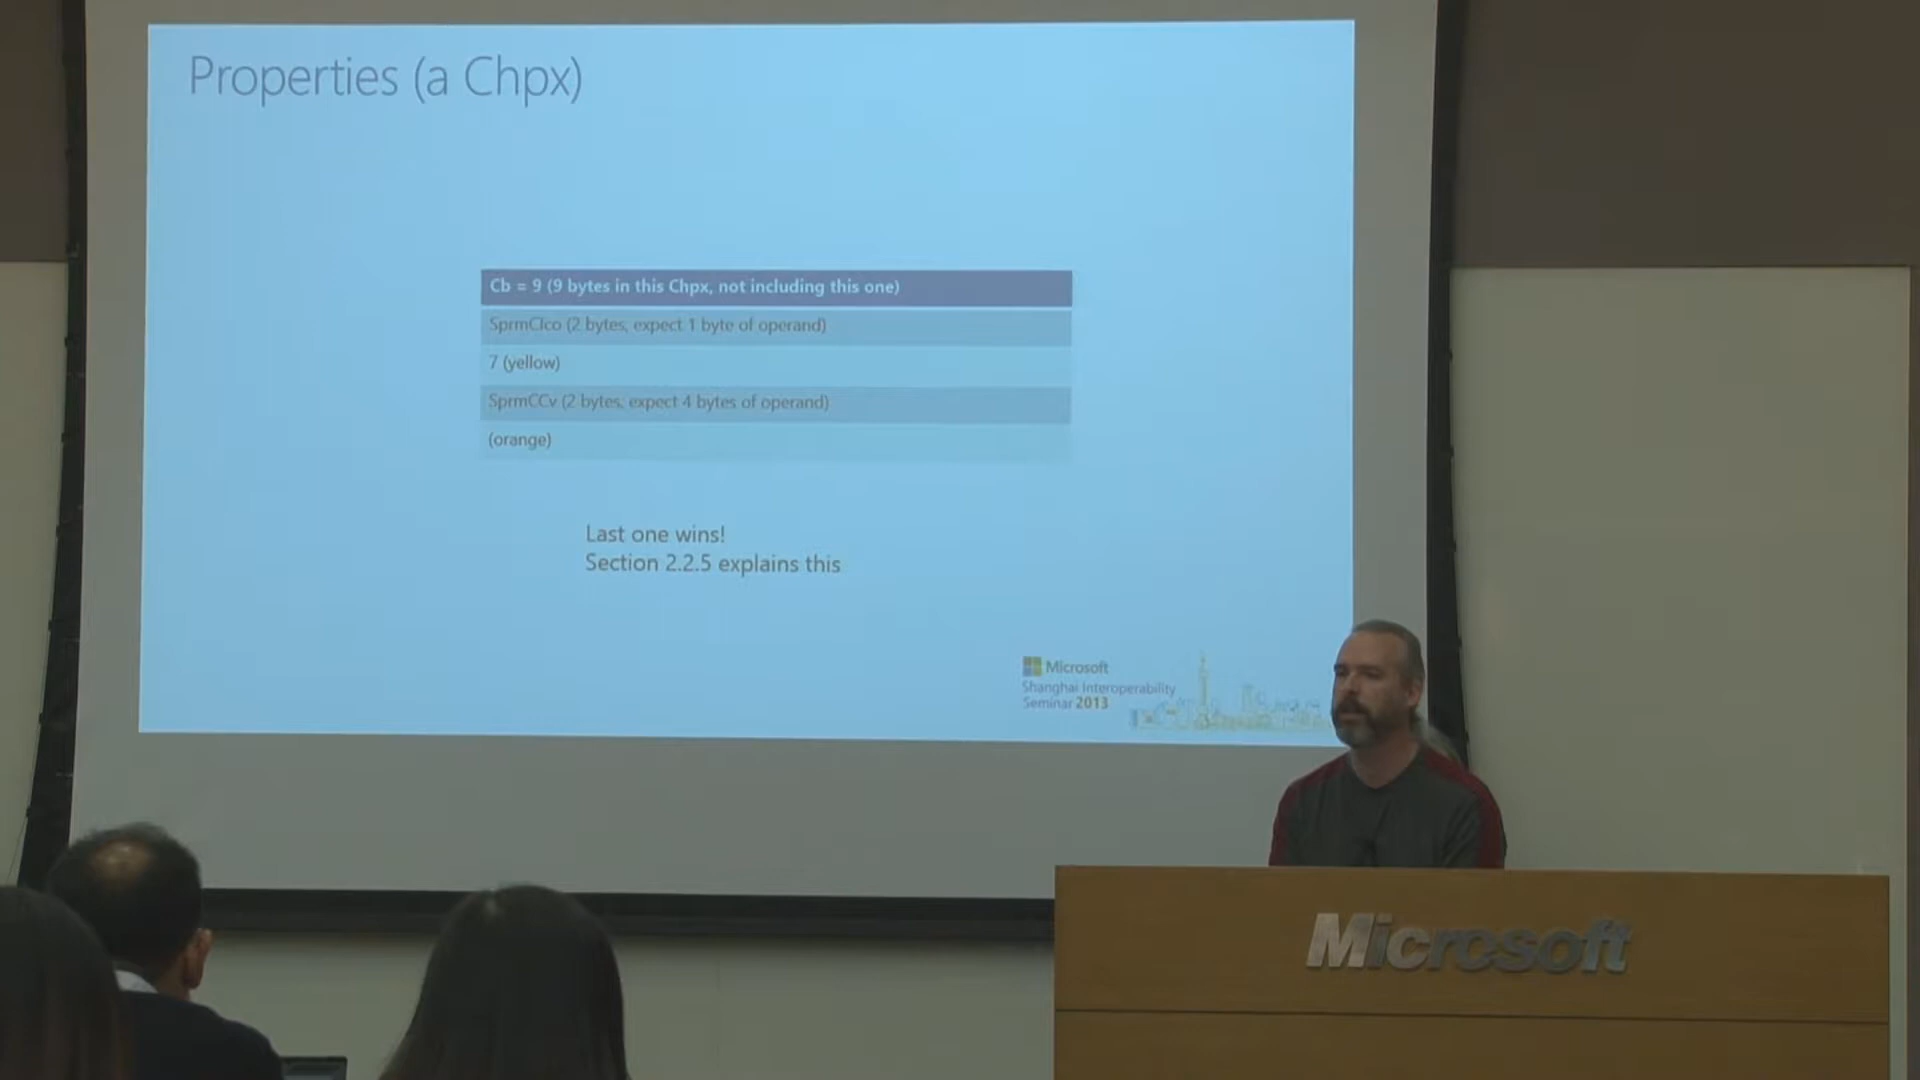 Properties (a Chpx)
Cb = 9 (9 bytes in this Chpx, not including this one)
SprmCIco (2 bytes, expect 1 byte of operand)
7 (yellow)
SprmCCv (2 bytes, expect 4 bytes of operand)
(orange)
Last one wins!
Section 2.2.5 explains this
Microsoft
Shanghai Interoperability
Seminar 2013
Microsoft